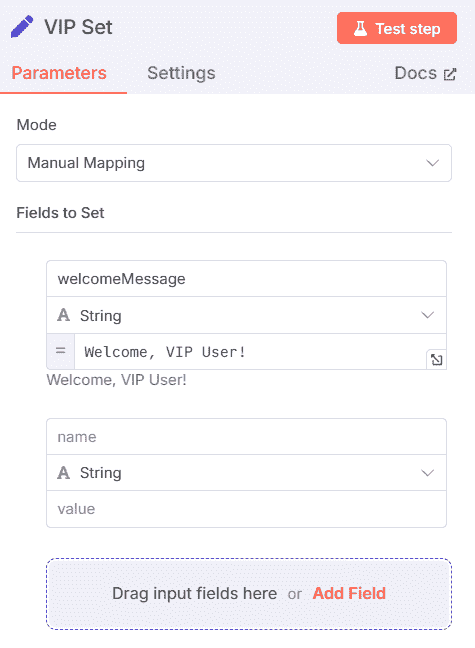 VIP Set
Test step
Parameters Settings Docs
Mode
Manual Mapping
Fields to Set
welcomeMessage
A String
= Welcome, VIP User!
Welcome, VIP User!
name
A String
value
Drag input fields here or Add Field